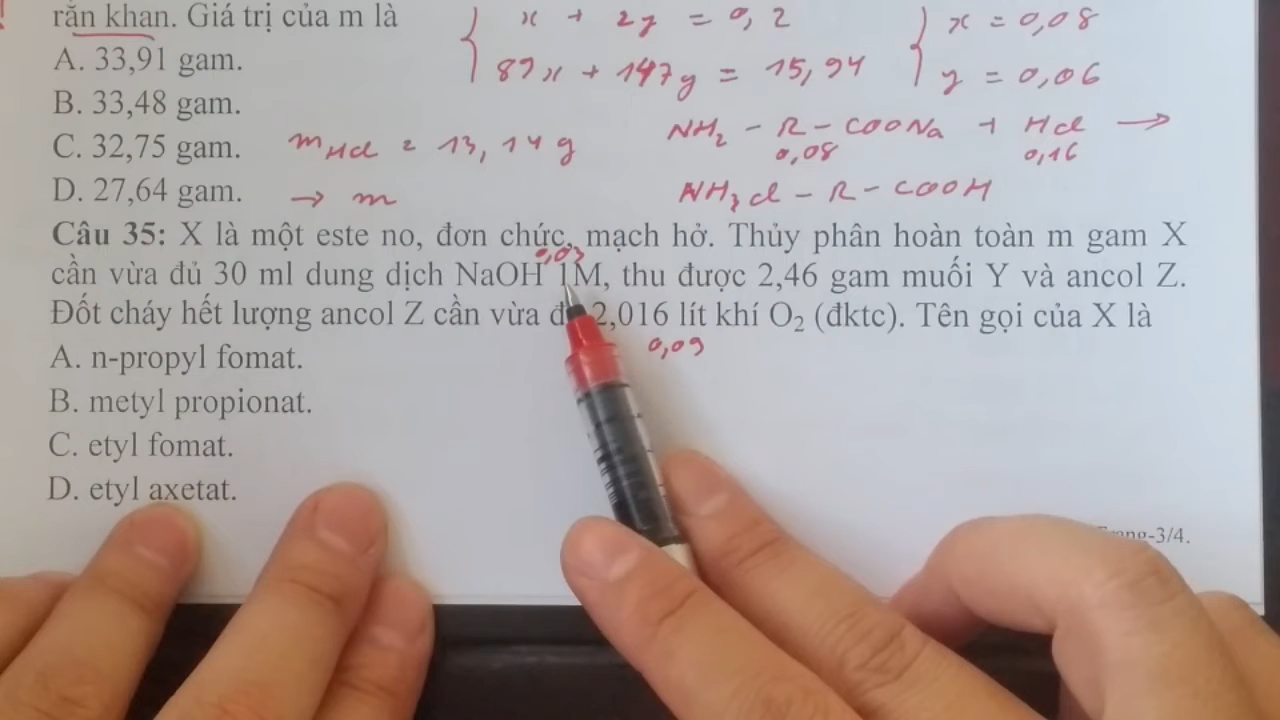 rắn khan. Giá trị của m là
x + 2y = 0,2
x = 0,08
A. 33,91 gam.
89x + 147y = 15,94
y = 0,06
B. 33,48 gam.
NH2 - R - COONa + HCl →
0,08 0,16
C. 32,75 gam.
mHCl = 13,14 g
D. 27,64 gam.
→ m
NH3Cl - R - COOH
Câu 35: X là một este no, đơn chức, mạch hở. Thủy phân hoàn toàn m gam X
0,03
cần vừa đủ 30 ml dung dịch NaOH 1M, thu được 2,46 gam muối Y và ancol Z.
Đốt cháy hết lượng ancol Z cần vừa 2,016 lít khí O2 (đktc). Tên gọi của X là
0,09
A. n-propyl fomat.
B. metyl propionat.
C. etyl fomat.
D. etyl axetat.
-3/4.